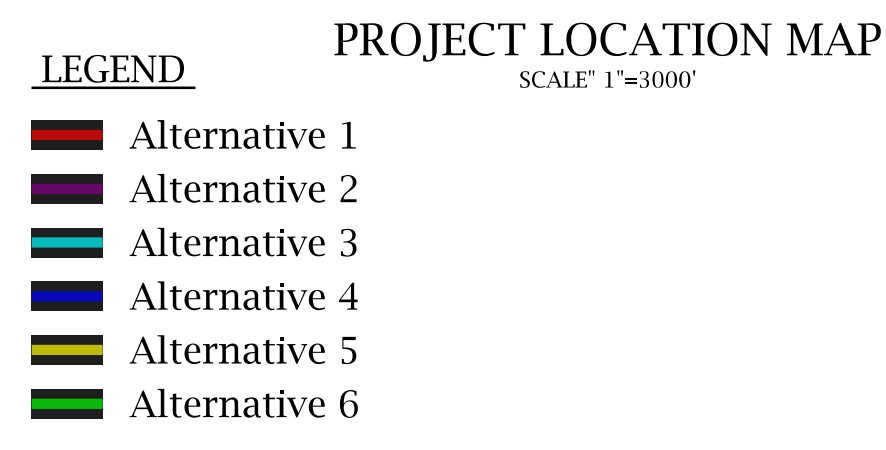 PROJECT LOCATION MAP
SCALE" 1"=3000'
LEGEND
Alternative 1
Alternative 2
Alternative 3
Alternative 4
Alternative 5
Alternative 6